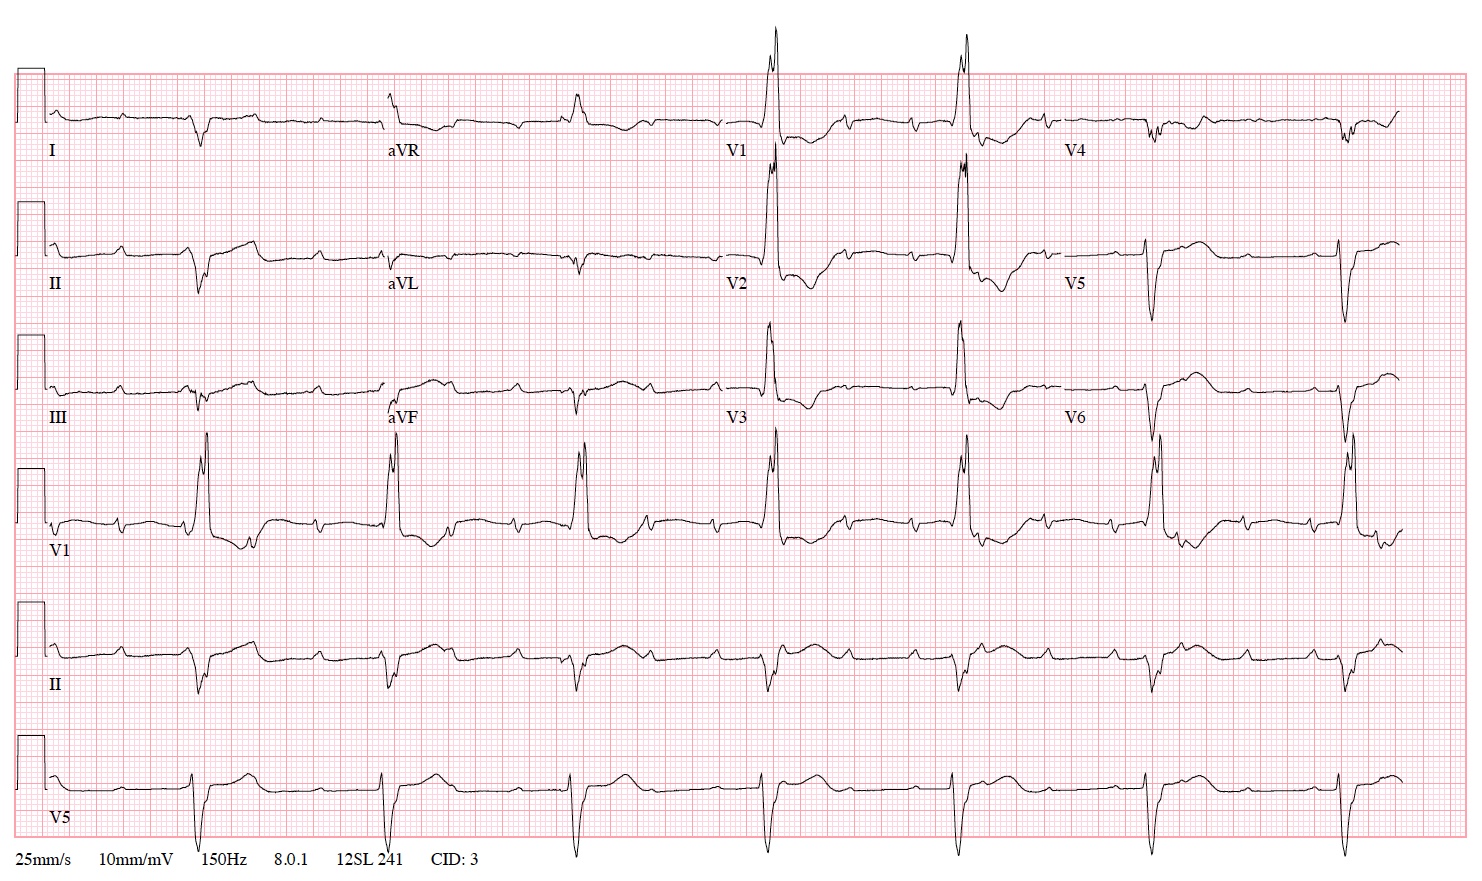 I aVR V1 V4
II aVL V2 V5
III aVF V3 V6
V1
II
V5
25mm/s 10mm/mV 150Hz 8.0.1 12SL 241 CID: 3